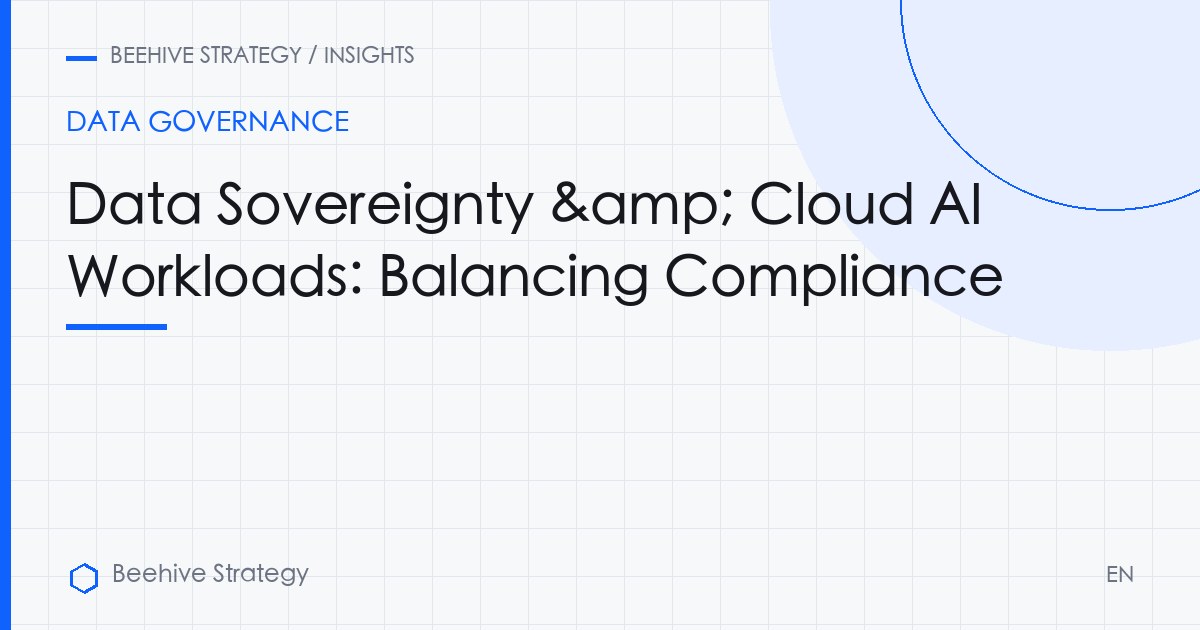 BEEHIVE STRATEGY / INSIGHTS
DATA GOVERNANCE
Data Sovereignty &amp; Cloud AI
Workloads: Balancing Compliance
Beehive Strategy
EN